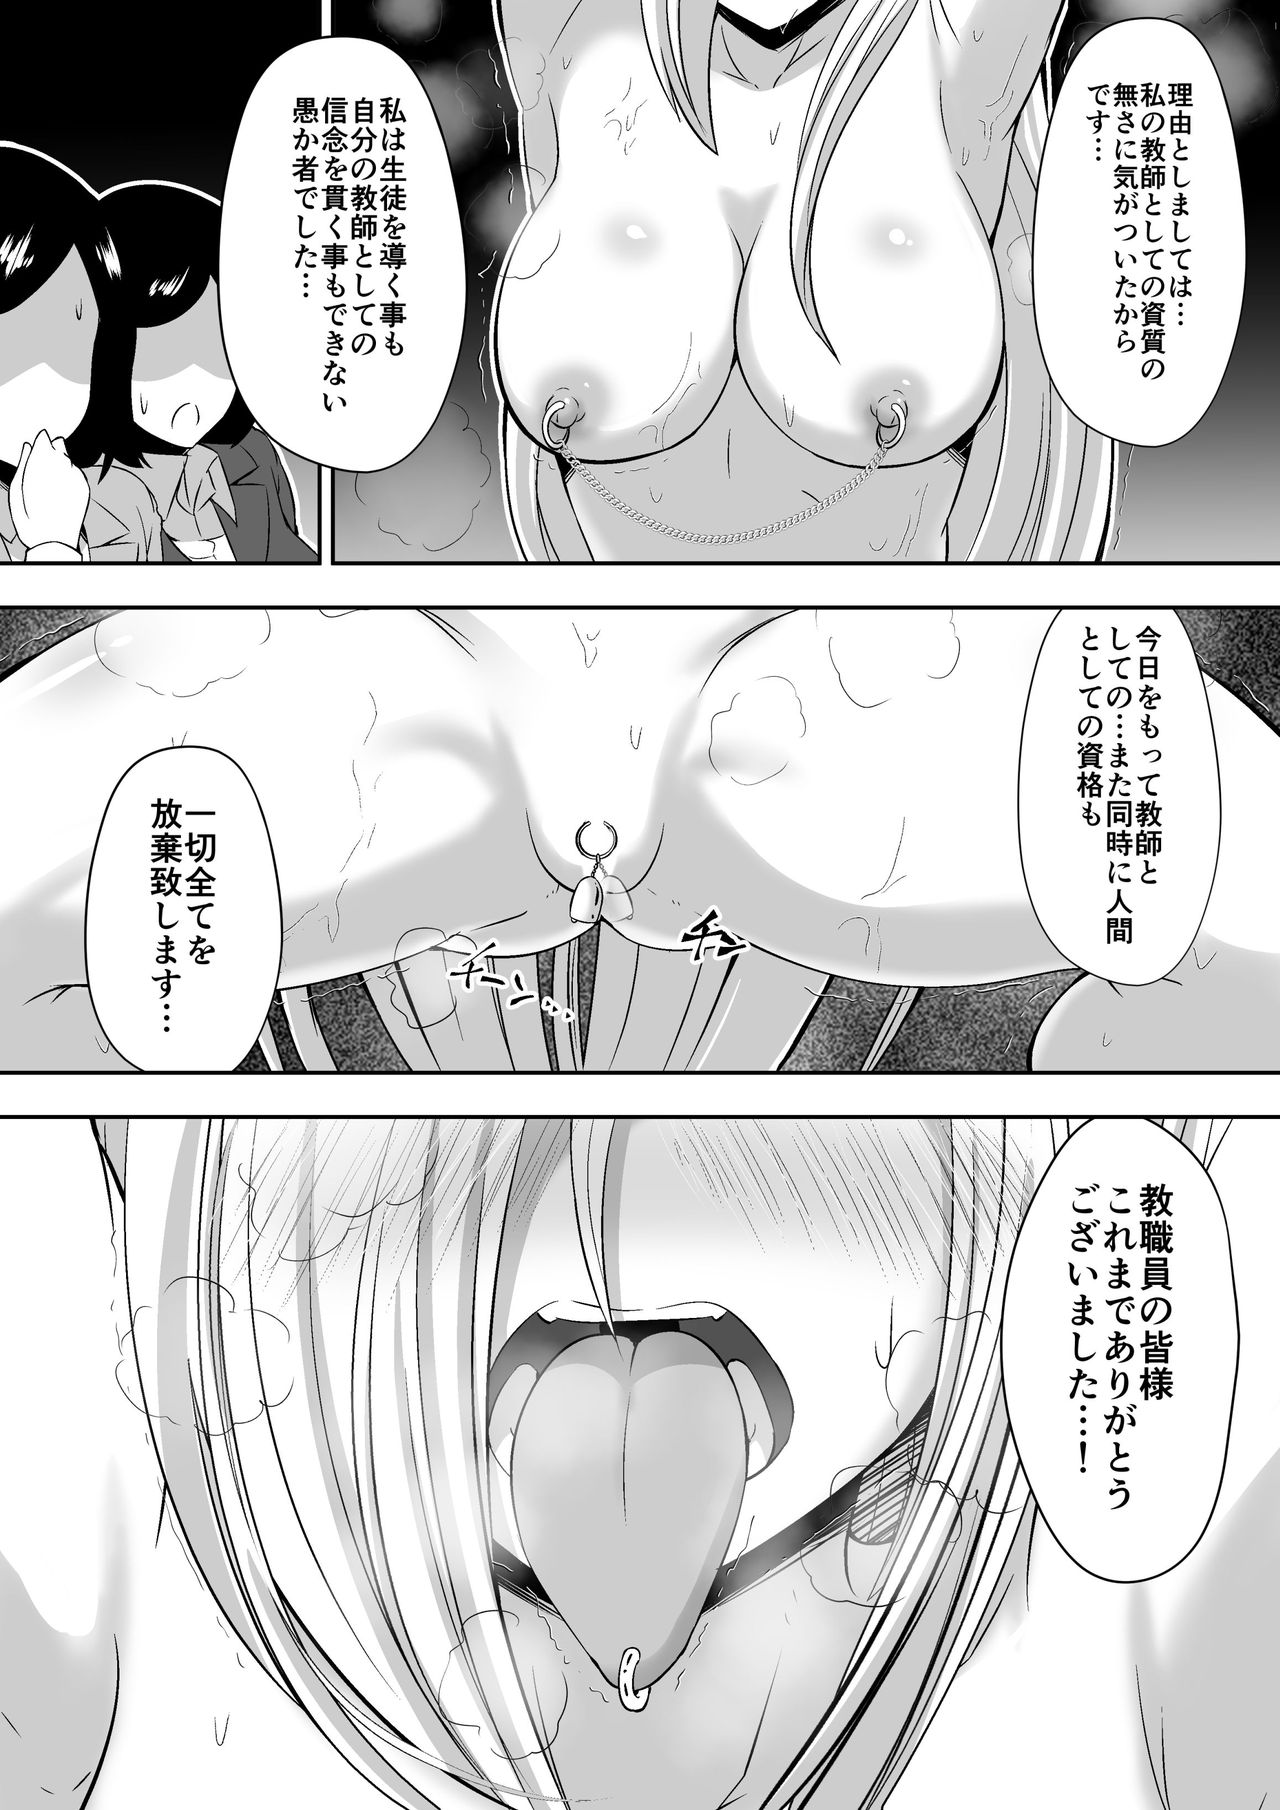 理由としましては…
私の教師としての資質の
無さに気がついたから
です…
私は生徒を導く事も
自分の教師としての
信念を貫く事もできない
愚か者でした…
今日をもって教師と
しての…また同時に人間
としての資格も
チン
チーン…
一切全てを
放棄致します…
教職員の皆様
これまでありがとう
ございました…!